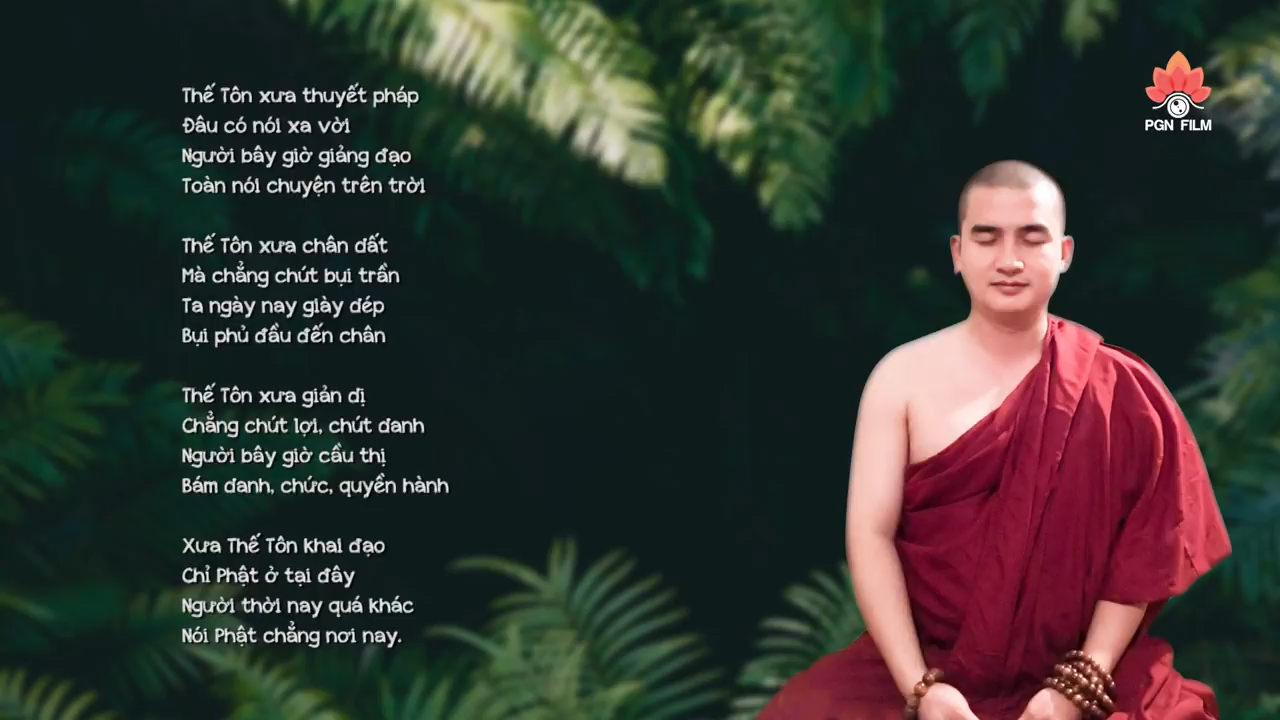 Thế Tôn xưa thuyết pháp
Đâu có nói xa vời
Người bây giờ giảng đạo
Toàn nói chuyện trên trời
Thế Tôn xưa chân đất
Mà chẳng chút bụi trần
Ta ngày nay giày dép
Bụi phủ đầu đến chân
Thế Tôn xưa giản dị
Chẳng chút lợi, chút danh
Người bây giờ cầu thị
Bám danh, chức, quyền hành
Xưa Thế Tôn khai đạo
Chỉ Phật ở tại đây
Người thời nay quá khác
Nói Phật chẳng nơi nay.
PGN FILM